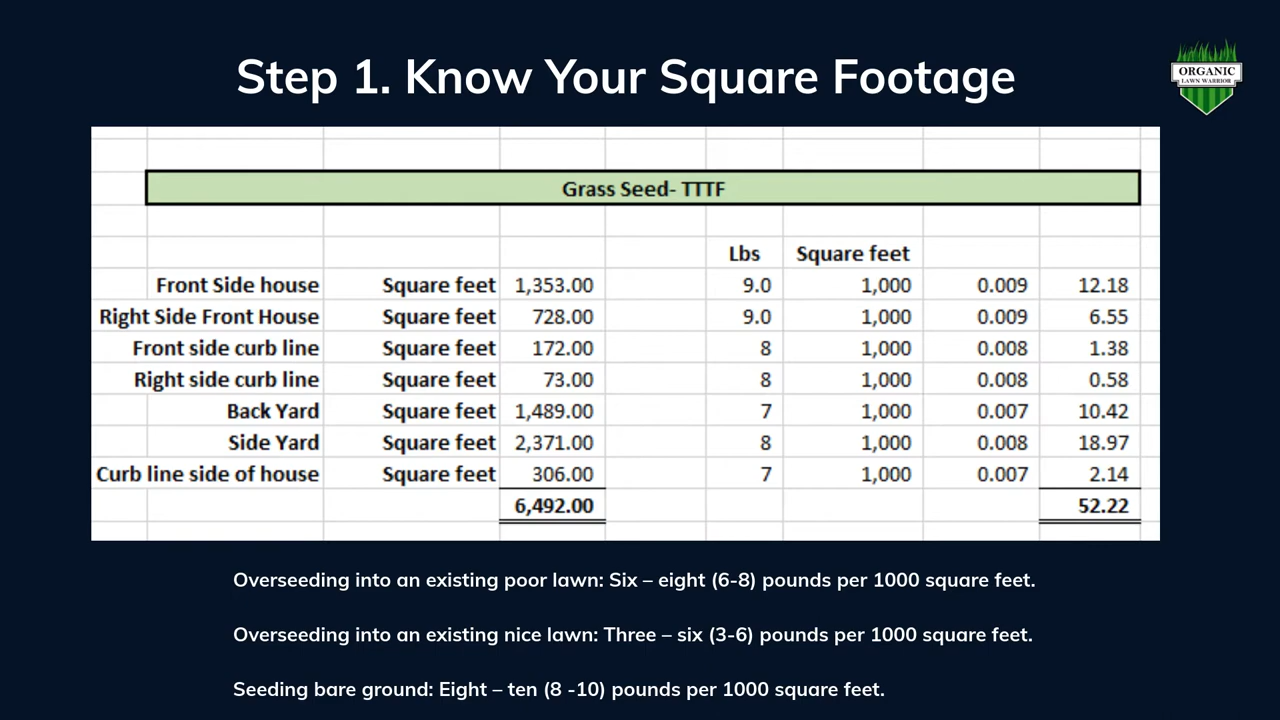 Step 1. Know Your Square Footage
ORGANIC
LAWN WARRIOR
Grass Seed- TTTF
Lbs Square feet
Front Side house Square feet 1,353.00 9.0 1,000 0.009 12.18
Right Side Front House Square feet 728.00 9.0 1,000 0.009 6.55
Front side curb line Square feet 172.00 8 1,000 0.008 1.38
Right side curb line Square feet 73.00 8 1,000 0.008 0.58
Back Yard Square feet 1,489.00 7 1,000 0.007 10.42
Side Yard Square feet 2,371.00 8 1,000 0.008 18.97
Curb line side of house Square feet 306.00 7 1,000 0.007 2.14
6,492.00 52.22
Overseeding into an existing poor lawn: Six – eight (6-8) pounds per 1000 square feet.
Overseeding into an existing nice lawn: Three – six (3-6) pounds per 1000 square feet.
Seeding bare ground: Eight – ten (8 -10) pounds per 1000 square feet.